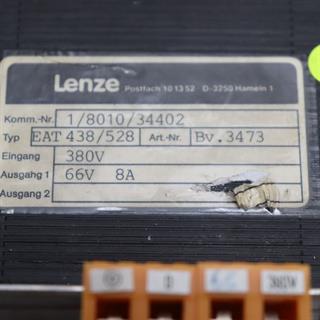 Lenze
Postfach 10 13 52 D-3250 Hameln 1
Komm.-Nr. 1/8010/34402
Typ EAT 438/528 Art.-Nr. Bv.3473
Eingang 380V
Ausgang 1 66V 8A
Ausgang 2
0